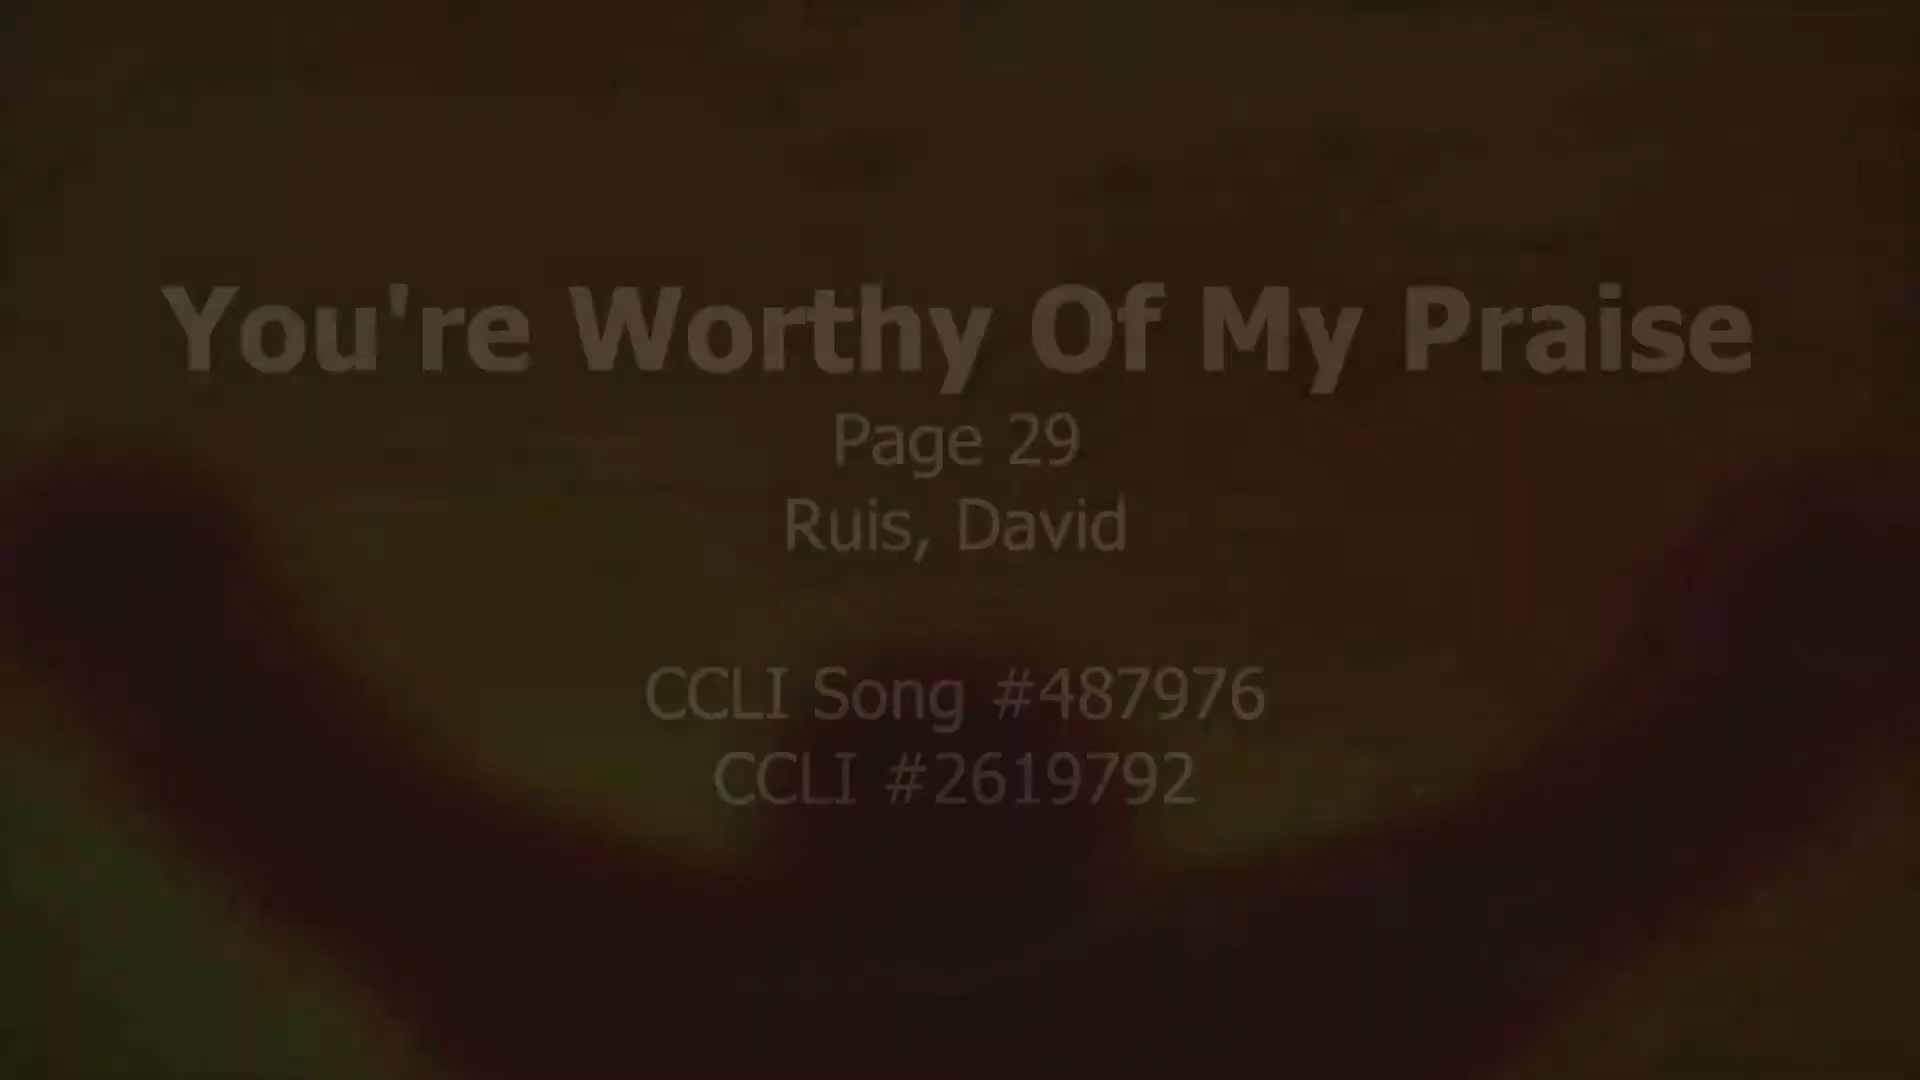 You're Worthy Of My Praise
Page 29
Ruis, David
CCLI Song #487976
CCLI #2619792